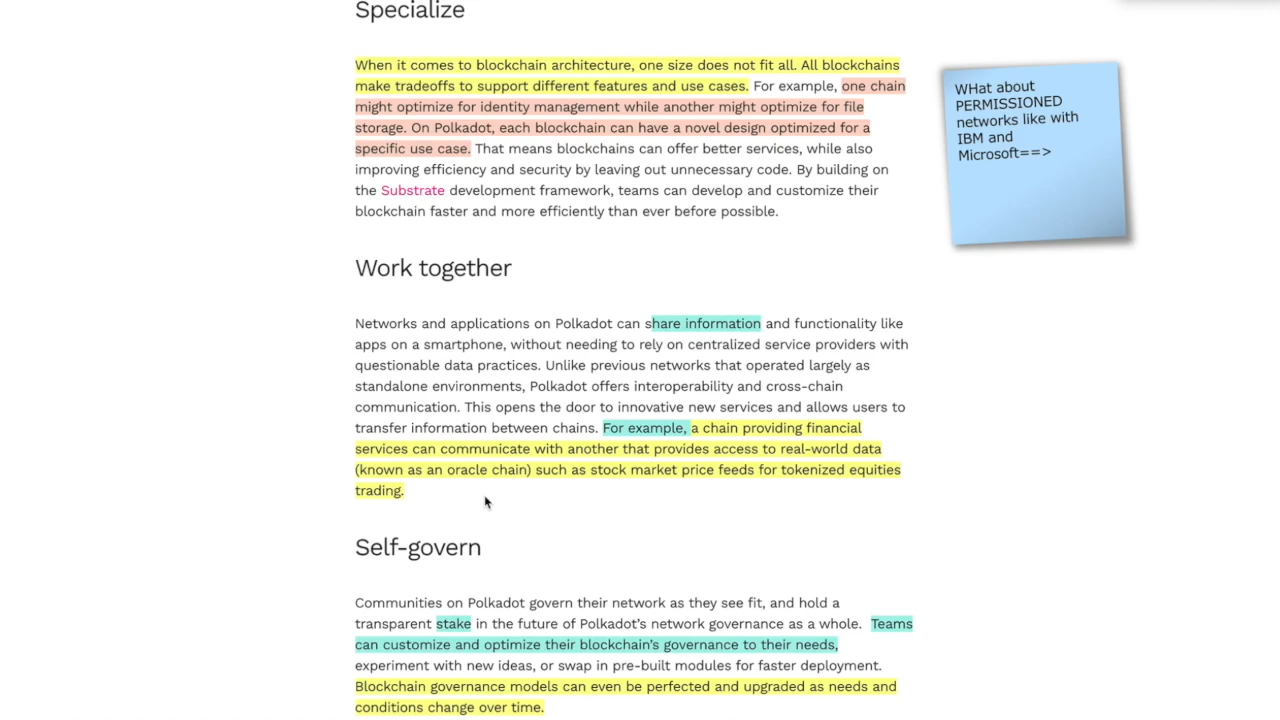 Specialize
When it comes to blockchain architecture, one size does not fit all. All blockchains
make tradeoffs to support different features and use cases. For example, one chain
might optimize for identity management while another might optimize for file
storage. On Polkadot, each blockchain can have a novel design optimized for a
specific use case. That means blockchains can offer better services, while also
improving efficiency and security by leaving out unnecessary code. By building on
the Substrate development framework, teams can develop and customize their
blockchain faster and more efficiently than ever before possible.
WHat about
PERMISSIONED
networks like with
IBM and
Microsoft==>
Work together
Networks and applications on Polkadot can share information and functionality like
apps on a smartphone, without needing to rely on centralized service providers with
questionable data practices. Unlike previous networks that operated largely as
standalone environments, Polkadot offers interoperability and cross-chain
communication. This opens the door to innovative new services and allows users to
transfer information between chains. For example, a chain providing financial
services can communicate with another that provides access to real-world data
(known as an oracle chain) such as stock market price feeds for tokenized equities
trading.
Self-govern
Communities on Polkadot govern their network as they see fit, and hold a
transparent stake in the future of Polkadot's network governance as a whole. Teams
can customize and optimize their blockchain's governance to their needs,
experiment with new ideas, or swap in pre-built modules for faster deployment.
Blockchain governance models can even be perfected and upgraded as needs and
conditions change over time.